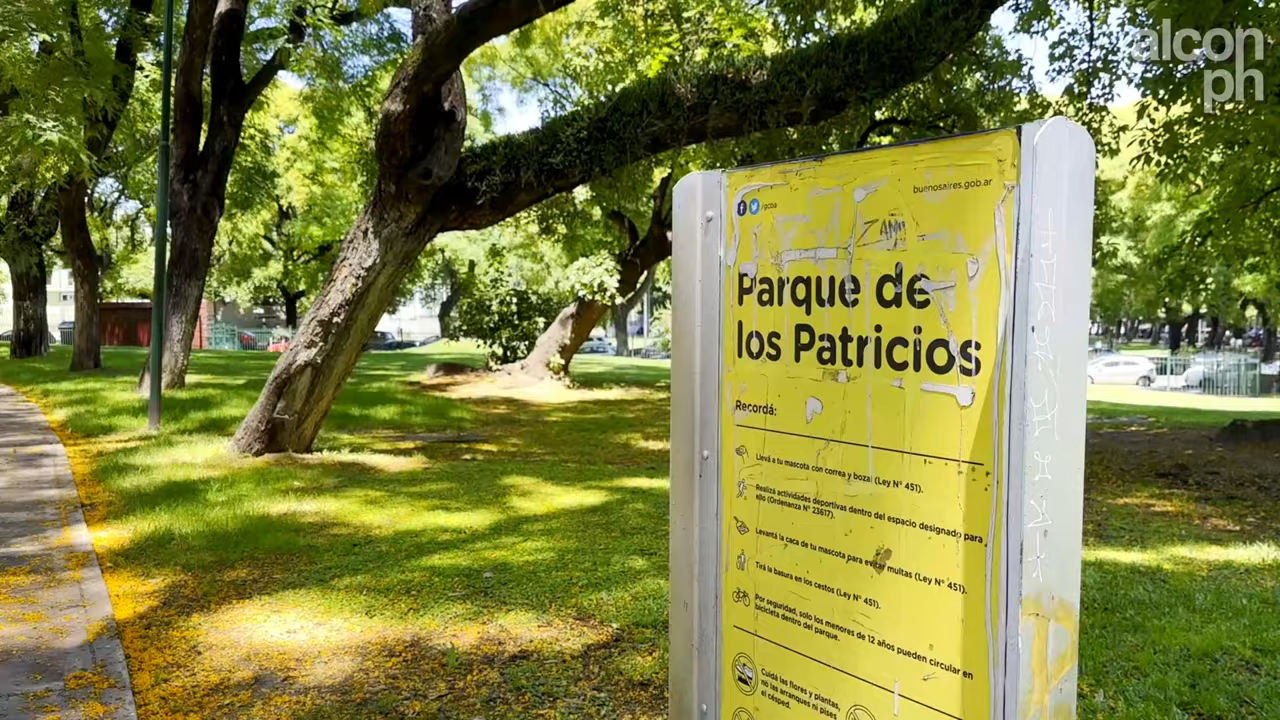 alcon
ph
buenosaires.gob.ar
/gcba
Parque de
los Patricios
Recordá:
Llevá a tu mascota con correa y bozal (Ley N° 451).
Realizá actividades deportivas dentro del espacio designado para
ello (Ordenanza N° 23617).
Levantá la caca de tu mascota para evitar multas (Ley N° 451).
Tirá la basura en los cestos (Ley N° 451).
Por seguridad, solo los menores de 12 años pueden circular en
bicicleta dentro del parque.
Cuidá las flores y plantas,
no las arranques ni pises
el césped.